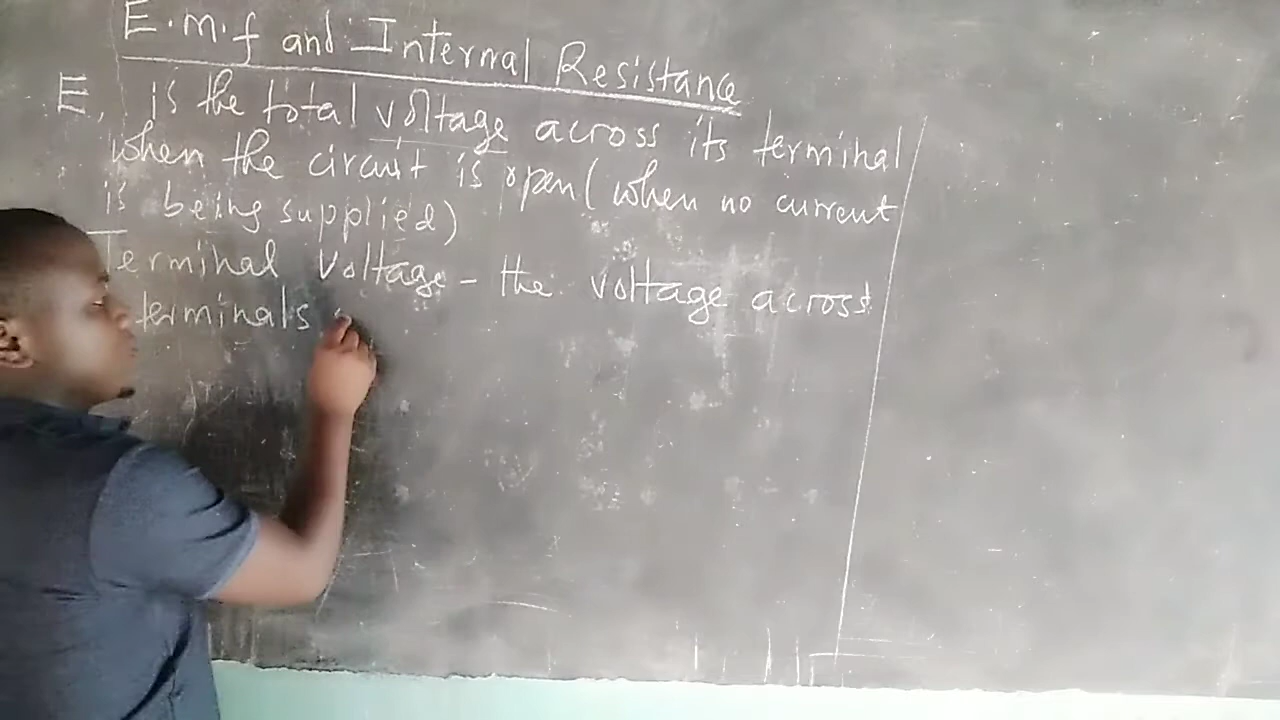 E.m.f and Internal Resistance
E, is the total voltage across its terminal
when the circuit is open (when no current
is being supplied)
Terminal Voltage - the voltage across
terminals